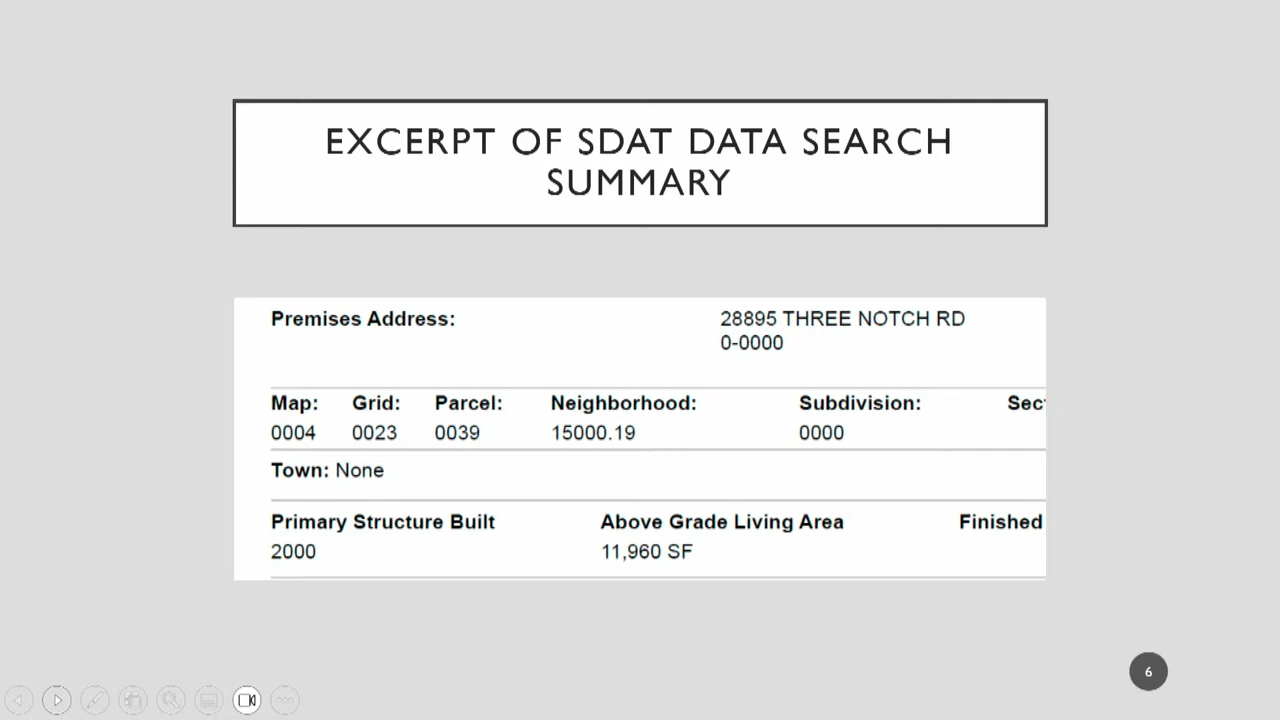 EXCERPT OF SDAT DATA SEARCH
SUMMARY
Premises Address: 28895 THREE NOTCH RD
0-0000
Map: Grid: Parcel: Neighborhood: Subdivision: Sect
0004 0023 0039 15000.19 0000
Town: None
Primary Structure Built Above Grade Living Area Finished
2000 11,960 SF
6